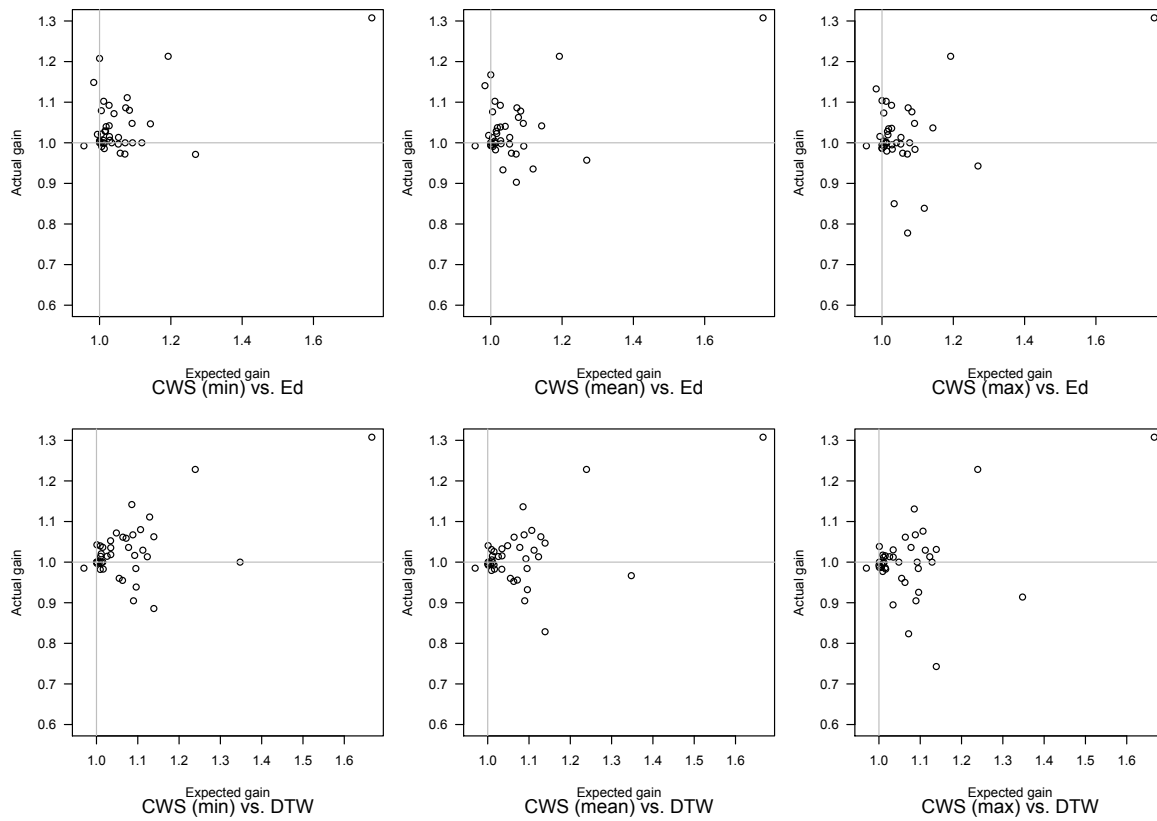 1.3
1.2
1.1
1.0
0.9
0.8
0.7
0.6
Actual gain
1.0 1.2 1.4 1.6
Expected gain
CWS (min) vs. Ed
1.3
1.2
1.1
1.0
0.9
0.8
0.7
0.6
Actual gain
1.0 1.2 1.4 1.6
Expected gain
CWS (mean) vs. Ed
1.3
1.2
1.1
1.0
0.9
0.8
0.7
0.6
Actual gain
1.0 1.2 1.4 1.6
Expected gain
CWS (max) vs. Ed
1.3
1.2
1.1
1.0
0.9
0.8
0.7
0.6
Actual gain
1.0 1.1 1.2 1.3 1.4 1.5 1.6
Expected gain
CWS (min) vs. DTW
1.3
1.2
1.1
1.0
0.9
0.8
0.7
0.6
Actual gain
1.0 1.1 1.2 1.3 1.4 1.5 1.6
Expected gain
CWS (mean) vs. DTW
1.3
1.2
1.1
1.0
0.9
0.8
0.7
0.6
Actual gain
1.0 1.1 1.2 1.3 1.4 1.5 1.6
Expected gain
CWS (max) vs. DTW